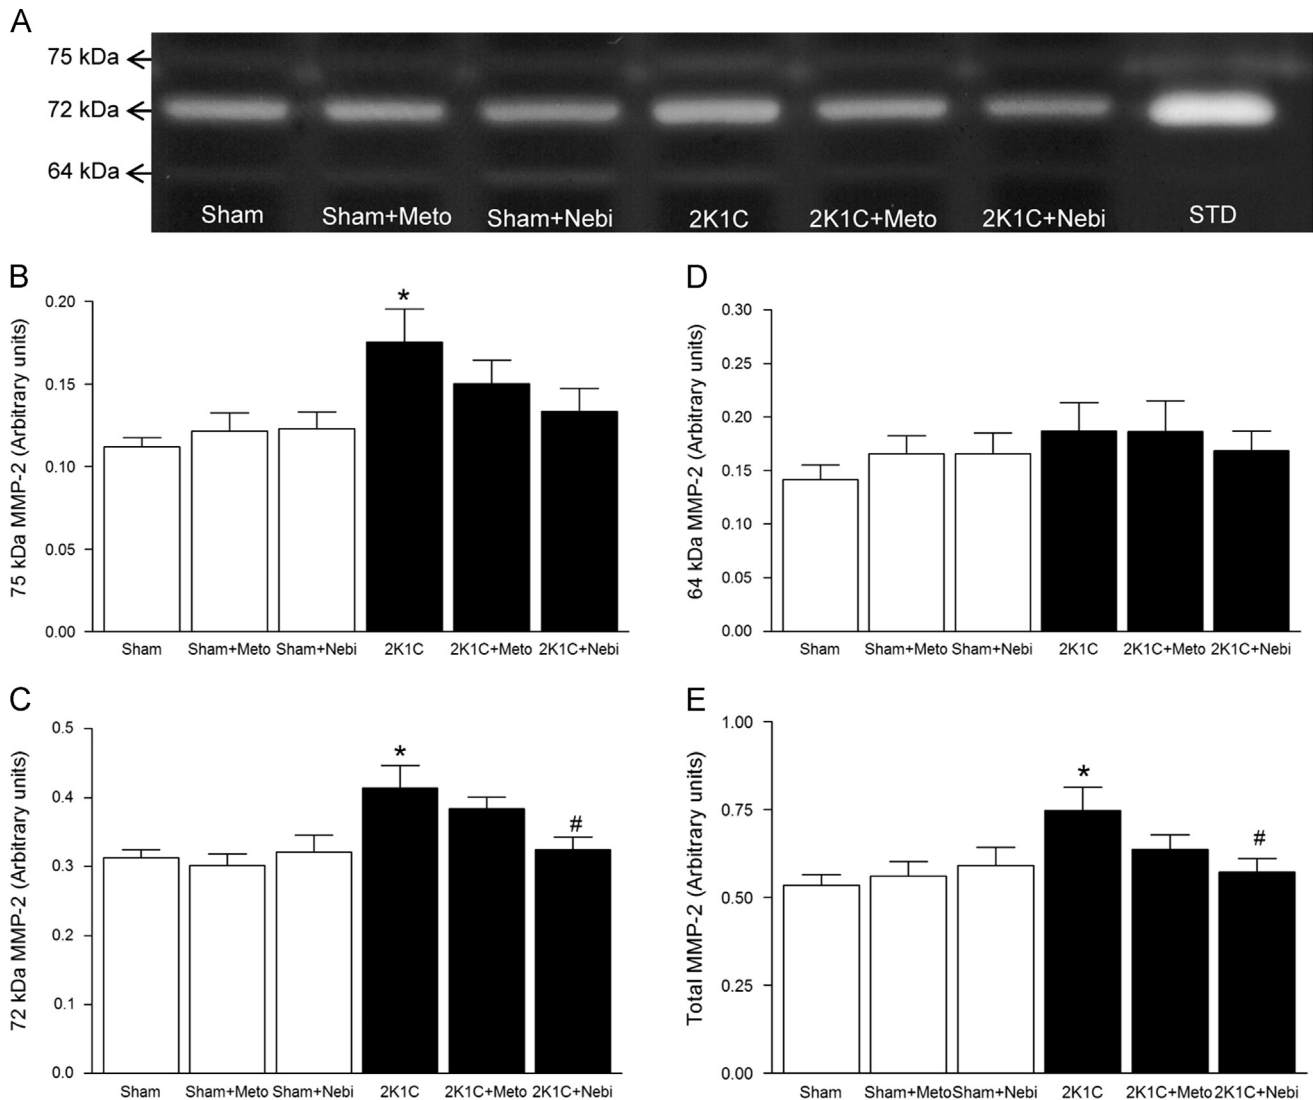 A
75 kDa
72 kDa
64 kDa
Sham Sham+Meto Sham+Nebi 2K1C 2K1C+Meto 2K1C+Nebi STD
B
75 kDa MMP-2 (Arbitrary units)
0.20
0.15
0.10
0.05
0.00
*
Sham Sham+Meto Sham+Nebi 2K1C 2K1C+Meto 2K1C+Nebi
D
64 kDa MMP-2 (Arbitrary units)
0.30
0.25
0.20
0.15
0.10
0.05
0.00
Sham Sham+Meto Sham+Nebi 2K1C 2K1C+Meto 2K1C+Nebi
C
72 kDa MMP-2 (Arbitrary units)
0.5
0.4
0.3
0.2
0.1
0.0
*
#
Sham Sham+Meto Sham+Nebi 2K1C 2K1C+Meto 2K1C+Nebi
E
Total MMP-2 (Arbitrary units)
1.00
0.75
0.50
0.25
0.00
*
#
Sham Sham+Meto Sham+Nebi 2K1C 2K1C+Meto 2K1C+Nebi